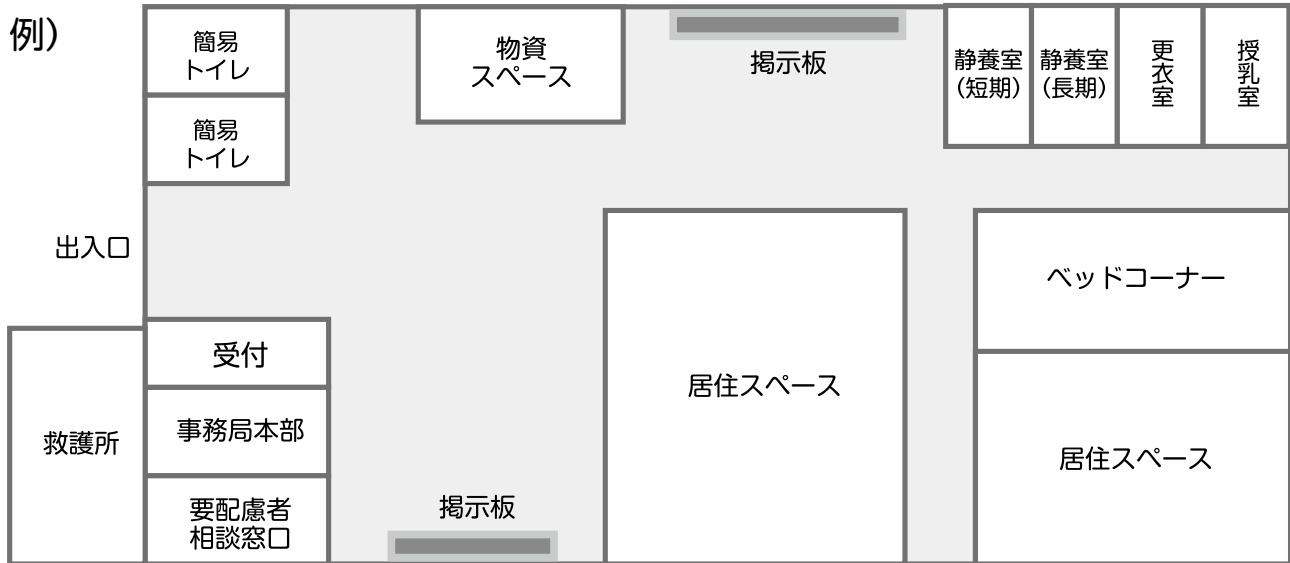 例）
簡易
トイレ
物資
スペース
掲示板
静養室
（短期）
静養室
（長期）
更衣室
授乳室
簡易
トイレ
出入口
ベッドコーナー
受付
居住スペース
事務局本部
救護所
居住スペース
要配慮者
相談窓口
掲示板